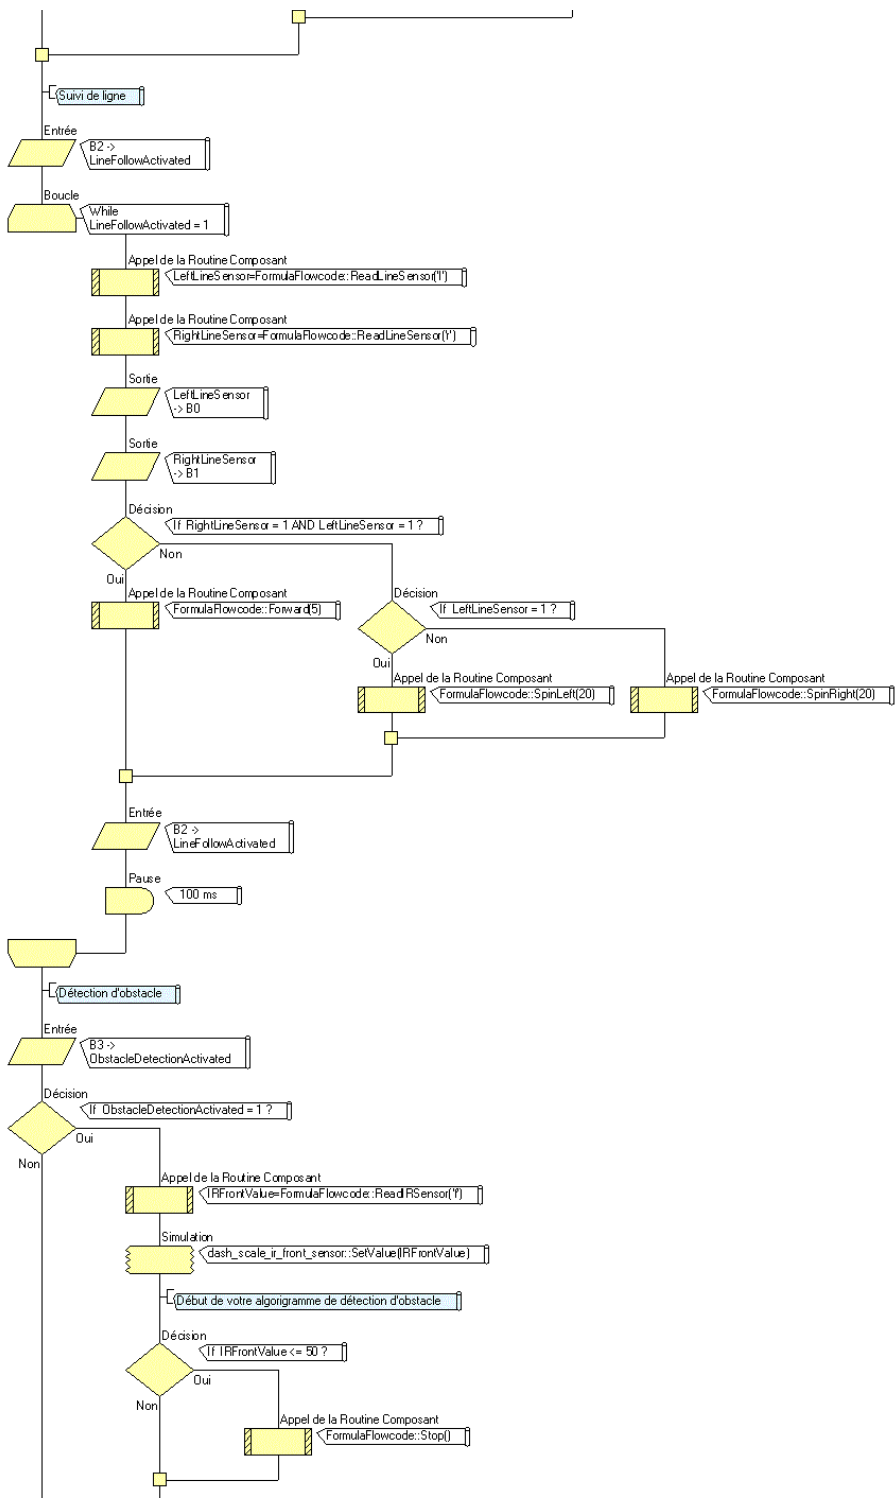 Suivi de ligne
Entrée
B2 ->
LineFollowActivated
Boucle
While
LineFollowActivated = 1
Appel de la Routine Composant
LeftLineSensor=FormulaFlowcode::ReadLineSensor('l')
Appel de la Routine Composant
RightLineSensor=FormulaFlowcode::ReadLineSensor('r')
Sortie
LeftLineSensor
-> B0
Sortie
RightLineSensor
-> B1
Décision
If RightLineSensor = 1 AND LeftLineSensor = 1 ?
Non
Oui
Appel de la Routine Composant
FormulaFlowcode::Forward(5)
Décision
If LeftLineSensor = 1 ?
Non
Oui
Appel de la Routine Composant
FormulaFlowcode::SpinLeft(20)
Appel de la Routine Composant
FormulaFlowcode::SpinRight(20)
Entrée
B2 ->
LineFollowActivated
Pause
100 ms
Détection d'obstacle
Entrée
B3 ->
ObstacleDetectionActivated
Décision
If ObstacleDetectionActivated = 1 ?
Oui
Non
Appel de la Routine Composant
IRFrontValue=FormulaFlowcode::ReadIRSensor('f')
Simulation
dash_scale_ir_front_sensor::SetValue(IRFrontValue)
Début de votre algorigramme de détection d'obstacle
Décision
If IRFrontValue <= 50 ?
Oui
Non
Appel de la Routine Composant
FormulaFlowcode::Stop()